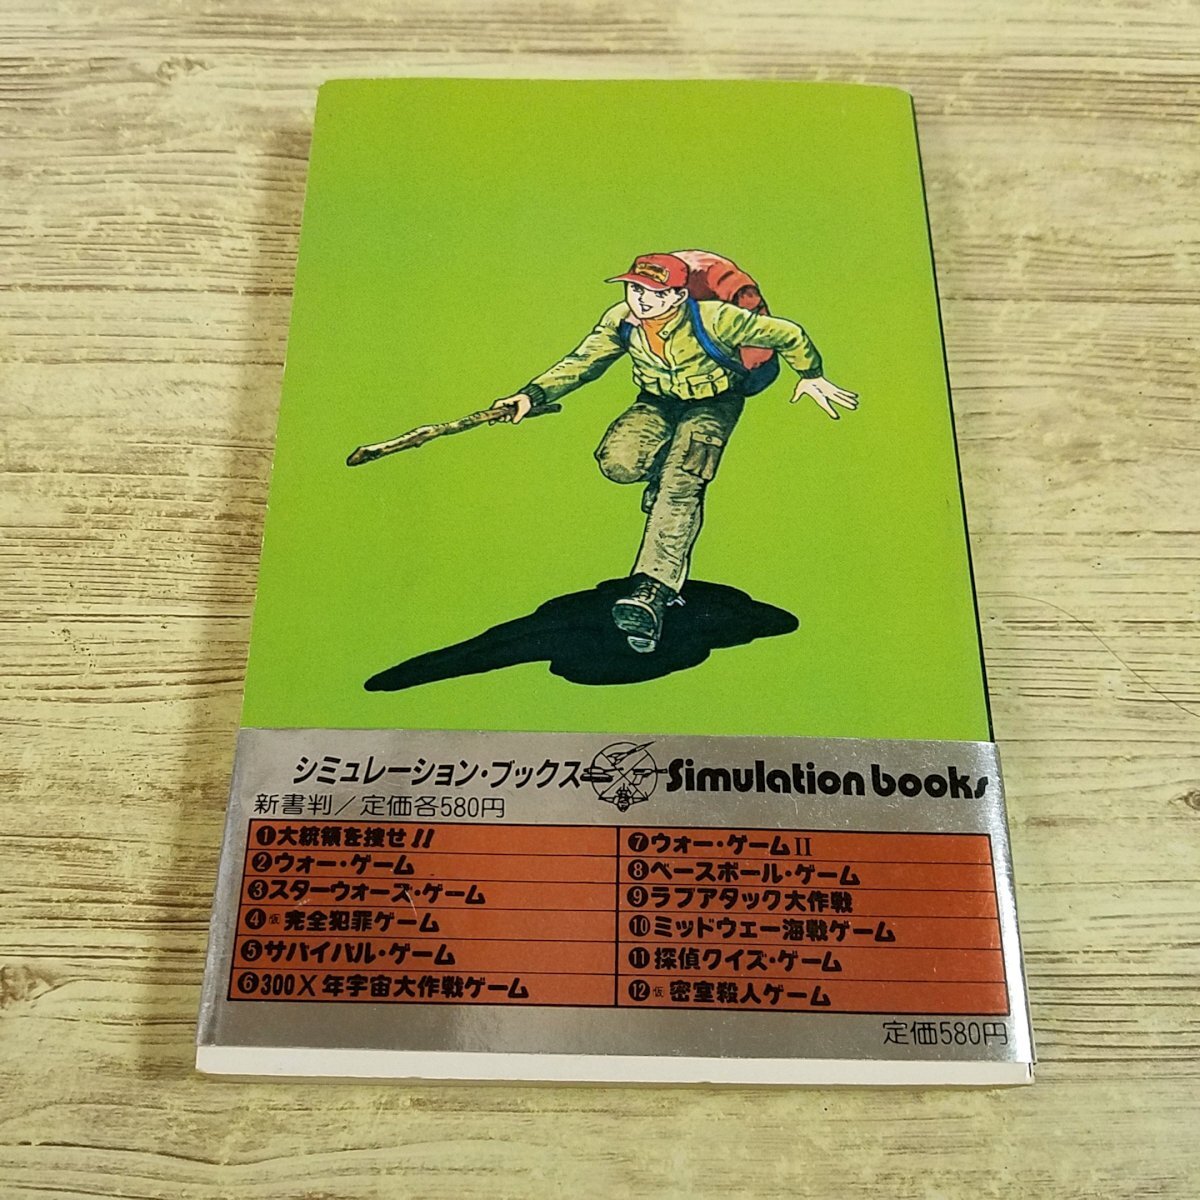 シミュレーション・ブックス
Simulation books
新書判／定価各580円
❶大統領を捜せ!!
❷ウォー・ゲーム
❸スターウォーズ・ゲーム
❹仮 完全犯罪ゲーム
❺サバイバル・ゲーム
❻300X年宇宙大作戦ゲーム
❼ウォー・ゲームII
❽ベースボール・ゲーム
❾ラブアタック大作戦
❿ミッドウェー海戦ゲーム
⓫探偵クイズ・ゲーム
⓬仮 密室殺人ゲーム
定価580円